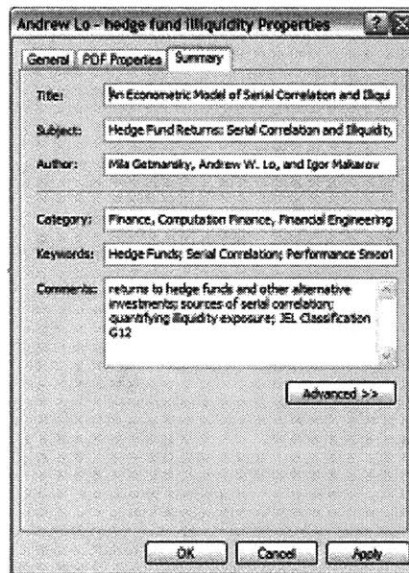 Andrew Lo - hedge fund illiquidity Properties
General PDF Properties Summary
Title: An Econometric Model of Serial Correlation and Illiqui
Subject: Hedge Fund Returns: Serial Correlation and Illiquidity,
Author: Mila Getmansky, Andrew W. Lo, and Igor Makarov
Category: Finance, Computation Finance, Financial Engineering
Keywords: Hedge Funds; Serial Correlation; Performance Smoot
Comments: returns to hedge funds and other alternative
investments; sources of serial correlation;
quantifying illiquidity exposure; JEL Classification
G12
Advanced >>
OK Cancel Apply